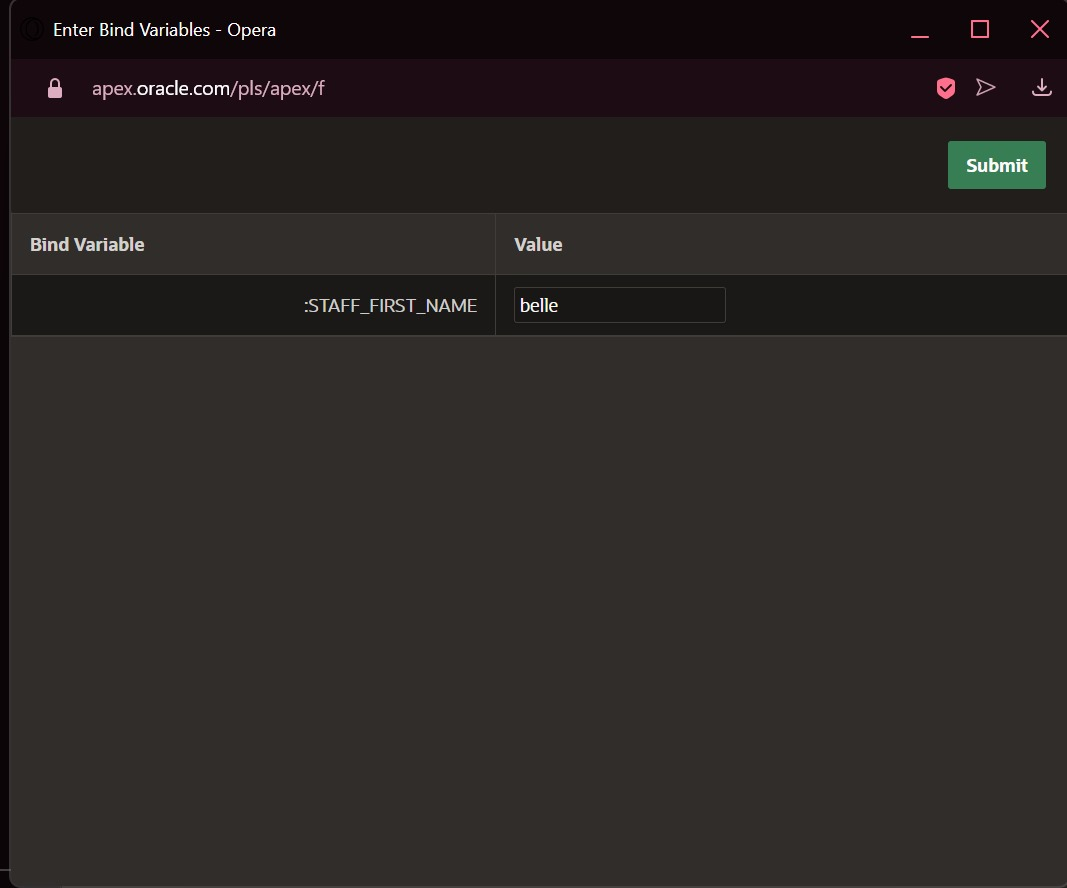 Enter Bind Variables - Opera
apex.oracle.com/pls/apex/f
Submit
Bind Variable Value
:STAFF_FIRST_NAME belle